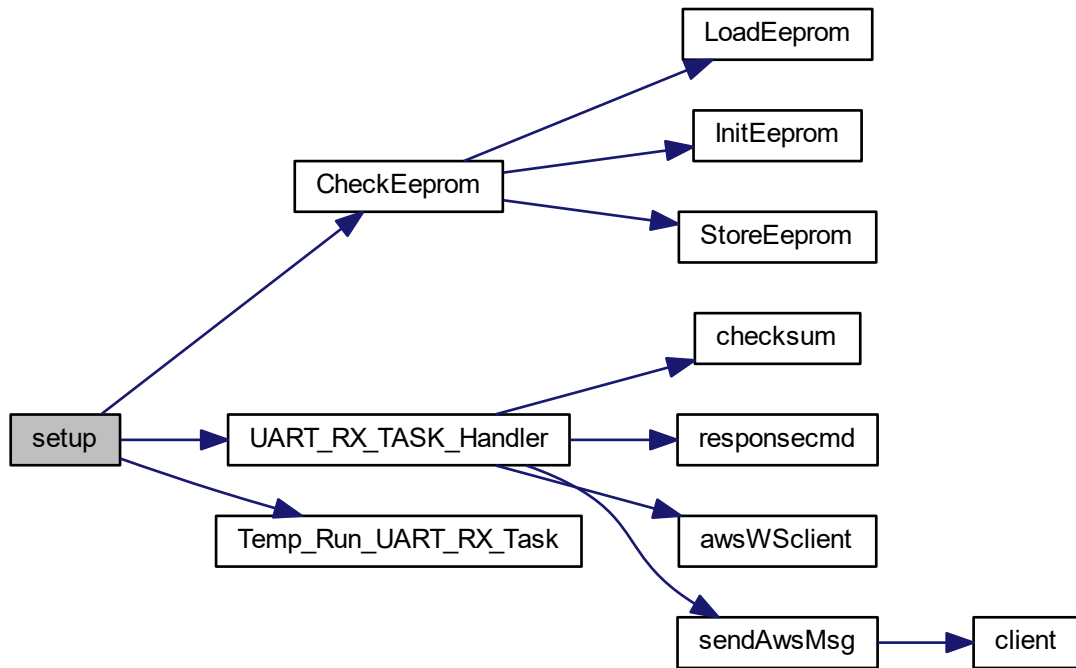 LoadEeprom
InitEeprom
CheckEeprom
StoreEeprom
checksum
setup
UART_RX_TASK_Handler
responsecmd
Temp_Run_UART_RX_Task
awsWSclient
sendAwsMsg
client